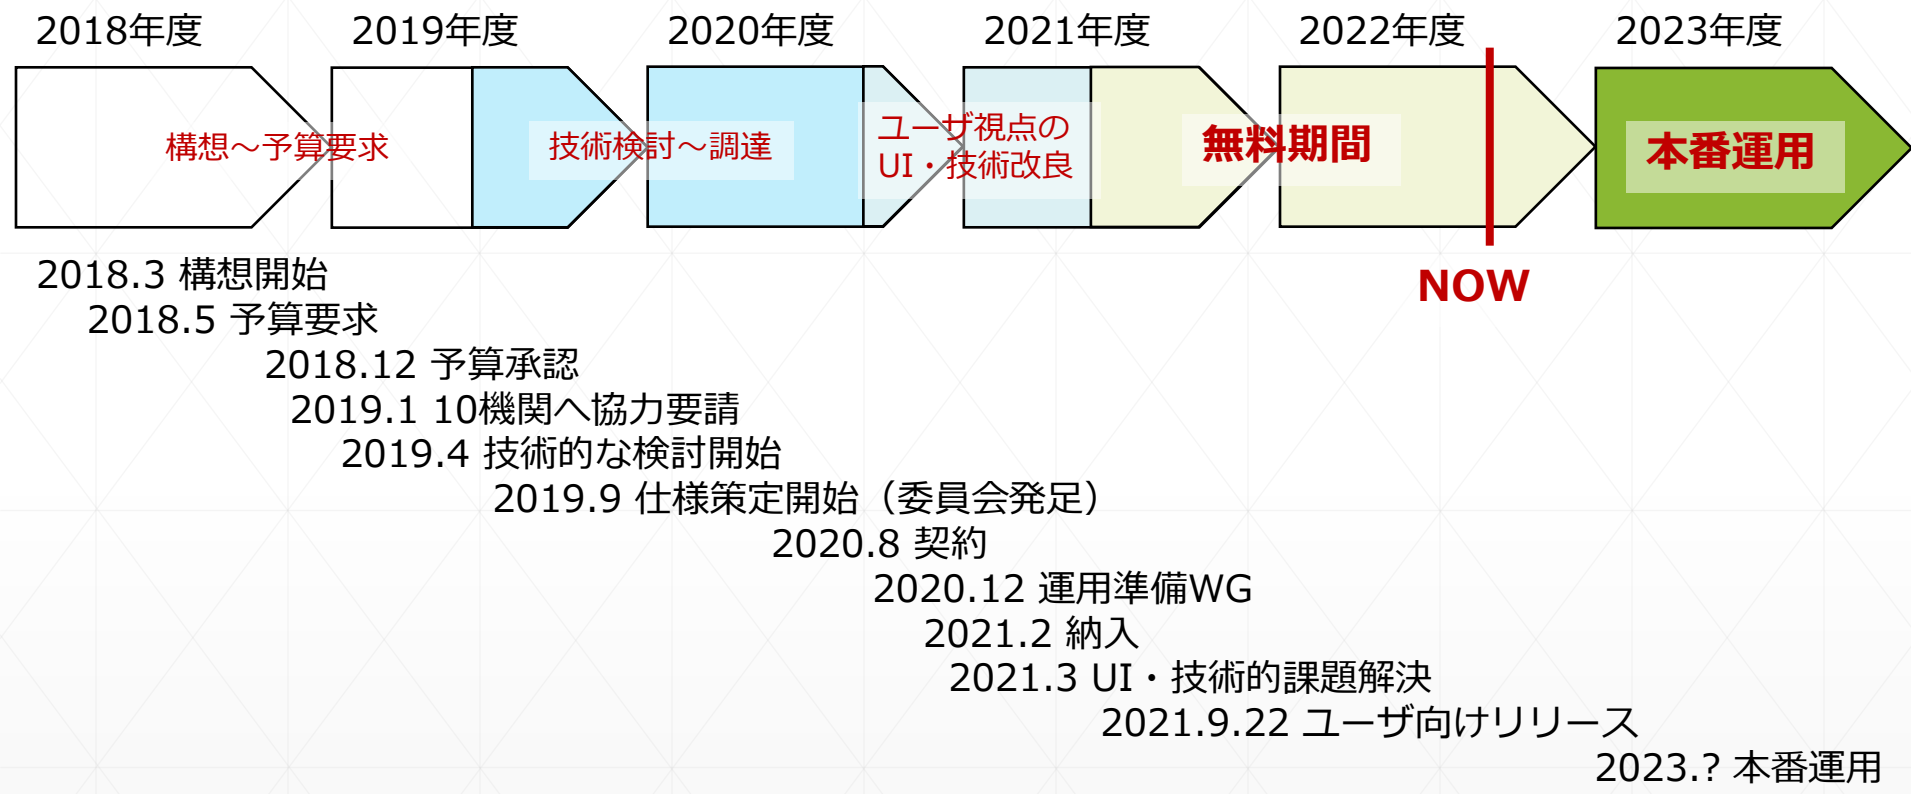 2018年度
2019年度
2020年度
2021年度
2022年度
2023年度
構想～予算要求
技術検討～調達
ユーザ視点の
UI・技術改良
無料期間
本番運用
NOW
2018.3 構想開始
2018.5 予算要求
2018.12 予算承認
2019.1 10機関へ協力要請
2019.4 技術的な検討開始
2019.9 仕様策定開始（委員会発足）
2020.8 契約
2020.12 運用準備WG
2021.2 納入
2021.3 UI・技術的課題解決
2021.9.22 ユーザ向けリリース
2023.? 本番運用